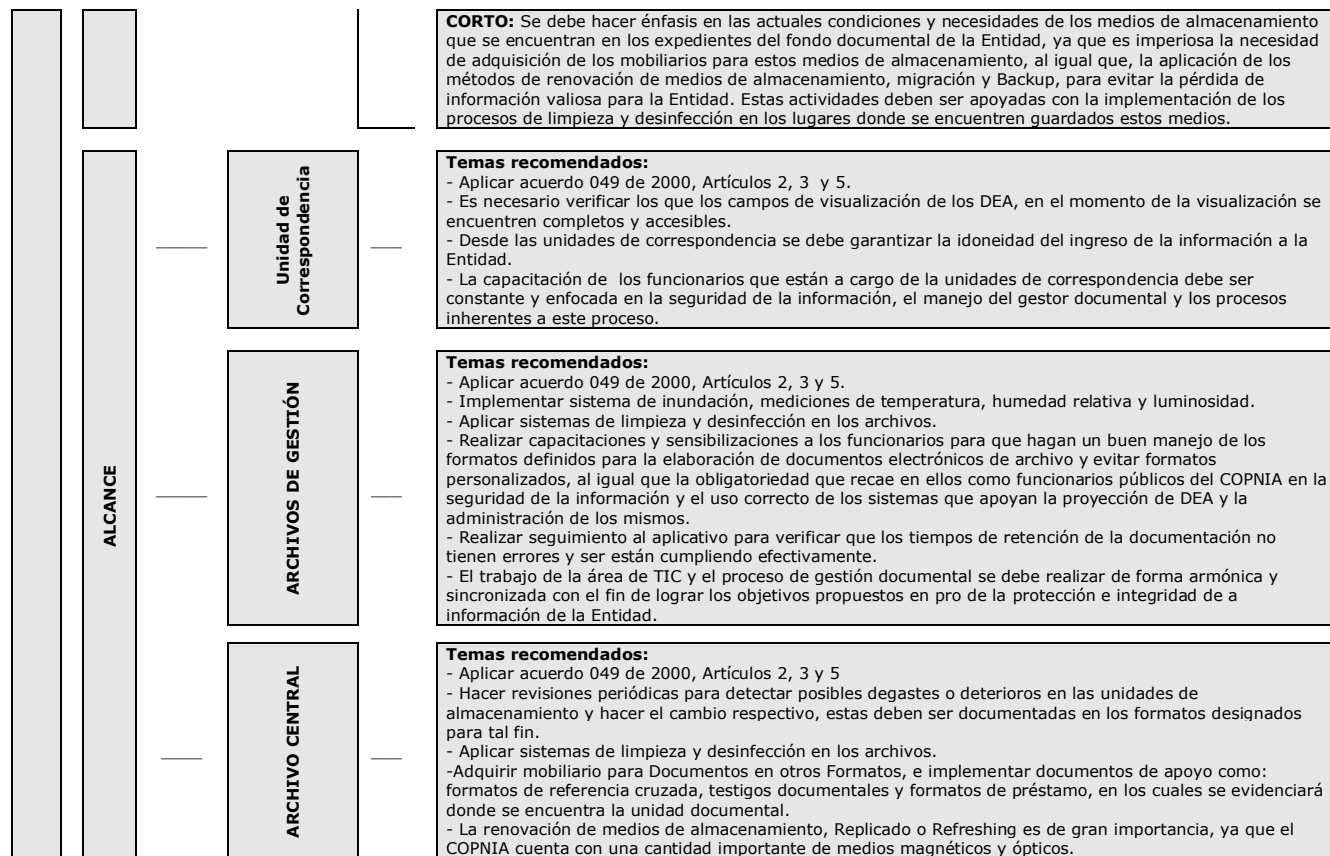 CORTO: Se debe hacer énfasis en las actuales condiciones y necesidades de los medios de almacenamiento
que se encuentran en los expedientes del fondo documental de la Entidad, ya que es imperiosa la necesidad
de adquisición de los mobiliarios para estos medios de almacenamiento, al igual que, la aplicación de los
métodos de renovación de medios de almacenamiento, migración y Backup, para evitar la pérdida de
información valiosa para la Entidad. Estas actividades deben ser apoyadas con la implementación de los
procesos de limpieza y desinfección en los lugares donde se encuentren guardados estos medios.
ALCANCE
Unidad de
Correspondencia
Temas recomendados:
- Aplicar acuerdo 049 de 2000, Artículos 2, 3 y 5.
- Es necesario verificar los que los campos de visualización de los DEA, en el momento de la visualización se
encuentren completos y accesibles.
- Desde las unidades de correspondencia se debe garantizar la idoneidad del ingreso de la información a la
Entidad.
- La capacitación de los funcionarios que están a cargo de la unidades de correspondencia debe ser
constante y enfocada en la seguridad de la información, el manejo del gestor documental y los procesos
inherentes a este proceso.
ARCHIVOS DE GESTIÓN
Temas recomendados:
- Aplicar acuerdo 049 de 2000, Artículos 2, 3 y 5.
- Implementar sistema de inundación, mediciones de temperatura, humedad relativa y luminosidad.
- Aplicar sistemas de limpieza y desinfección en los archivos.
- Realizar capacitaciones y sensibilizaciones a los funcionarios para que hagan un buen manejo de los
formatos definidos para la elaboración de documentos electrónicos de archivo y evitar formatos
personalizados, al igual que la obligatoriedad que recae en ellos como funcionarios públicos del COPNIA en la
seguridad de la información y el uso correcto de los sistemas que apoyan la proyección de DEA y la
administración de los mismos.
- Realizar seguimiento al aplicativo para verificar que los tiempos de retención de la documentación no
tienen errores y ser están cumpliendo efectivamente.
- El trabajo de la área de TIC y el proceso de gestión documental se debe realizar de forma armónica y
sincronizada con el fin de lograr los objetivos propuestos en pro de la protección e integridad de a
información de la Entidad.
ARCHIVO CENTRAL
Temas recomendados:
- Aplicar acuerdo 049 de 2000, Artículos 2, 3 y 5
- Hacer revisiones periódicas para detectar posibles degastes o deterioros en las unidades de
almacenamiento y hacer el cambio respectivo, estas deben ser documentadas en los formatos designados
para tal fin.
- Aplicar sistemas de limpieza y desinfección en los archivos.
-Adquirir mobiliario para Documentos en otros Formatos, e implementar documentos de apoyo como:
formatos de referencia cruzada, testigos documentales y formatos de préstamo, en los cuales se evidenciará
donde se encuentra la unidad documental.
- La renovación de medios de almacenamiento, Replicado o Refreshing es de gran importancia, ya que el
COPNIA cuenta con una cantidad importante de medios magnéticos y ópticos.